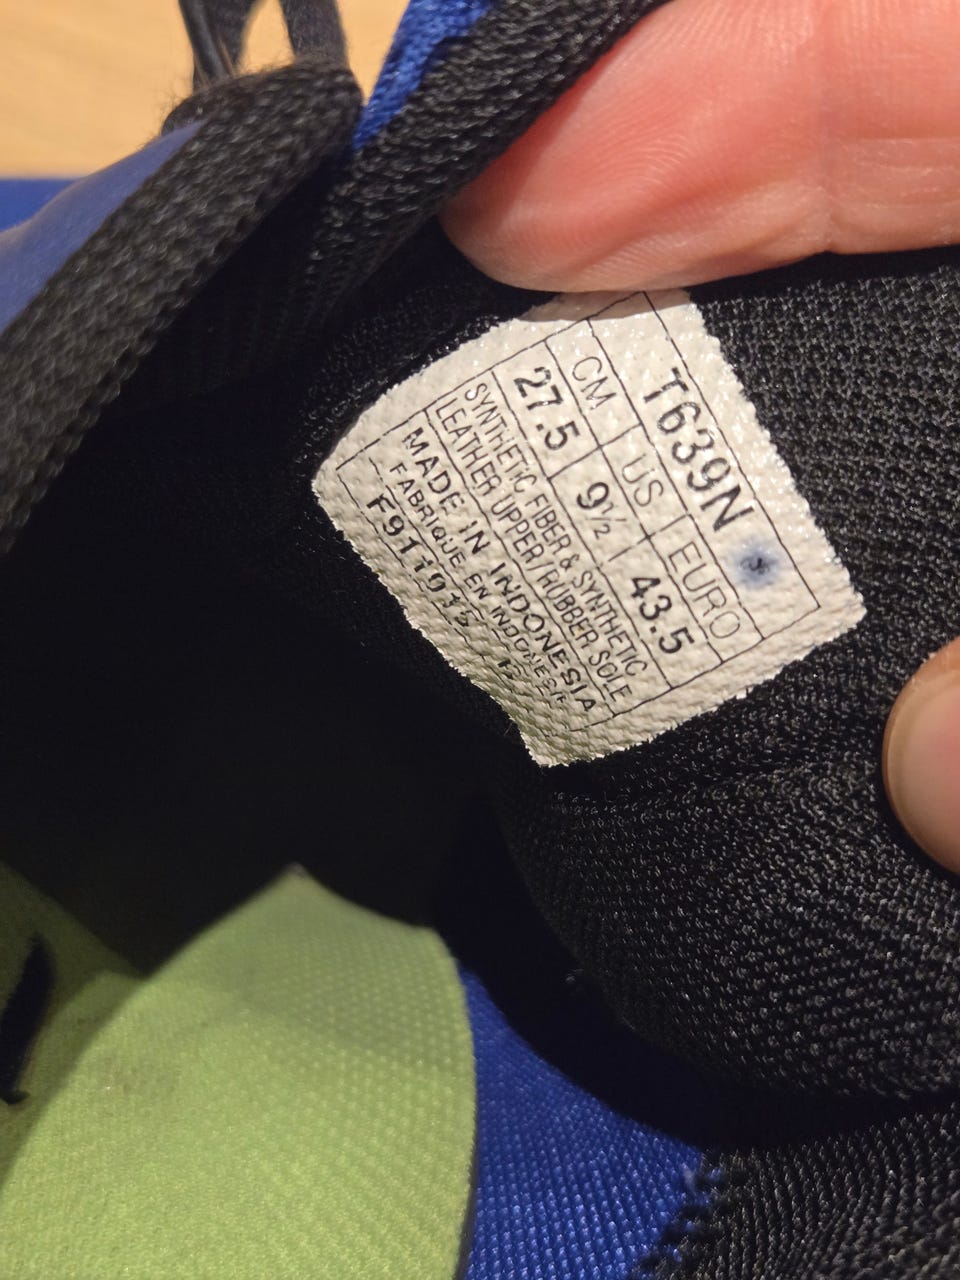 T639N
CM US EURO
27.5 9½ 43.5
SYNTHETIC FIBER & SYNTHETIC
LEATHER UPPER/RUBBER SOLE
MADE IN INDONESIA
FABRIQUE EN INDONESIA